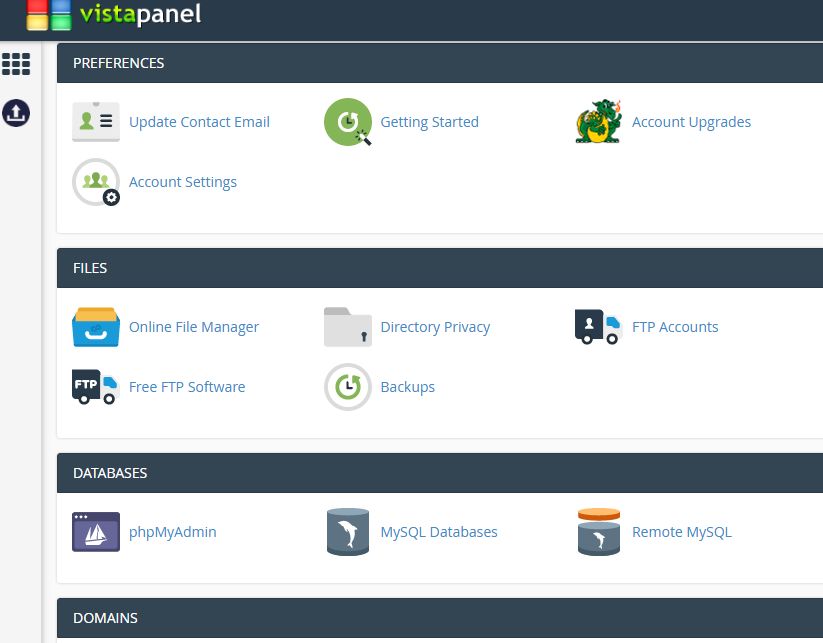 vistapanel
PREFERENCES
Update Contact Email
Getting Started
Account Upgrades
Account Settings
FILES
Online File Manager
Directory Privacy
FTP Accounts
FTP
Free FTP Software
Backups
DATABASES
phpMyAdmin
MySQL Databases
Remote MySQL
DOMAINS